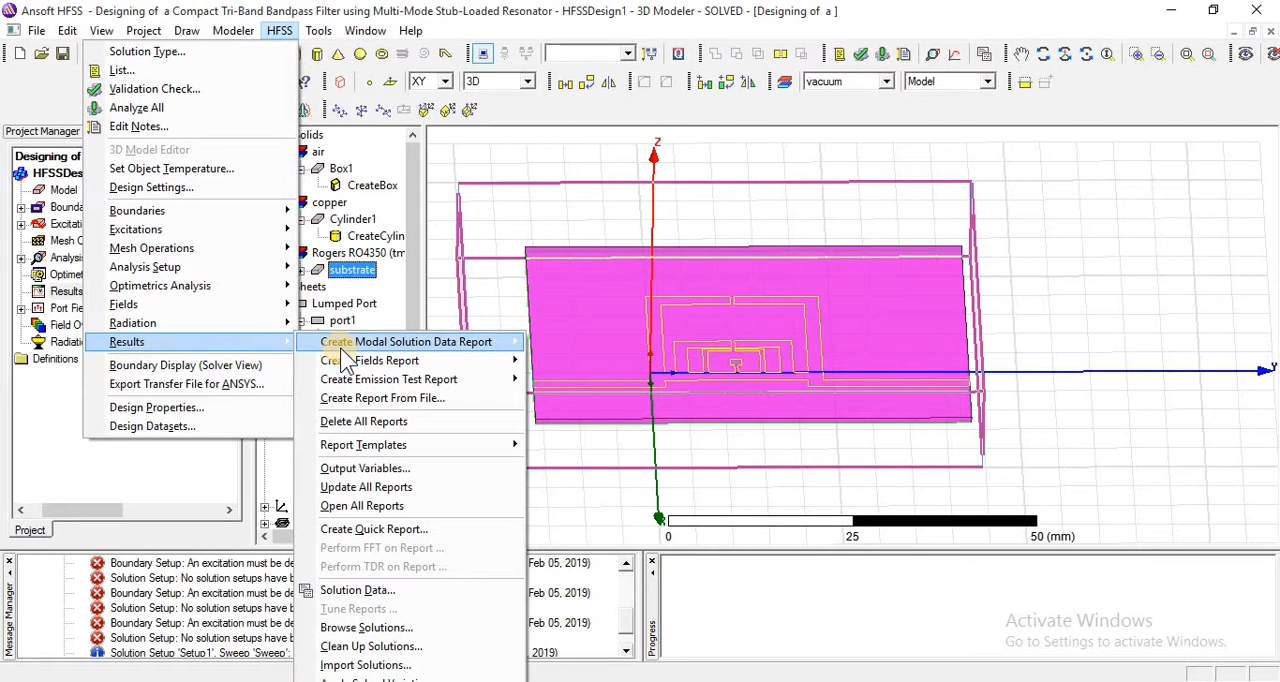 Ansoft HFSS - Designing of a Compact Tri-Band Bandpass Filter using Multi-Mode Stub-Loaded Resonator - HFSSDesign1 - 3D Modeler - SOLVED - [Designing of a ]
File Edit View Project Draw Modeler HFSS Tools Window Help
Solution Type...
List...
Validation Check...
Analyze All
Edit Notes...
3D Model Editor
Set Object Temperature...
Design Settings...
Boundaries
Excitations
Mesh Operations
Analysis Setup
Optimetrics Analysis
Fields
Radiation
Results
Boundary Display (Solver View)
Export Transfer File for ANSYS...
Design Properties...
Design Datasets...
XY 3D vacuum Model
Project Manager
Designing of
HFSSDes
Model
Bounda
Excitati
Mesh O
Analysis
Optimet
Results
Port Fie
Field O
Radiati
Definitions
Project
olids
air
Box1
CreateBox
copper
Cylinder1
CreateCylin
Rogers RO4350 (tm
substrate
heets
Lumped Port
port1
Create Modal Solution Data Report
Create Fields Report
Create Emission Test Report
Create Report From File...
Delete All Reports
Report Templates
Output Variables...
Update All Reports
Open All Reports
Create Quick Report...
Perform FFT on Report ...
Perform TDR on Report ...
Solution Data...
Tune Reports ...
Browse Solutions...
Clean Up Solutions...
Import Solutions...
Z
Y
0 25 50 (mm)
Message Manager
Boundary Setup: An excitation must be de
Feb 05, 2019)
Solution Setup: No solution setups have b
Boundary Setup: An excitation must be de
Feb 05, 2019)
Solution Setup: No solution setups have b
Boundary Setup: An excitation must be de
Feb 05, 2019)
Solution Setup: No solution setups have b
Solution Setup 'Setup1', Sweep 'Sweep':
2019)
Progress
Activate Windows
Go to Settings to activate Windows.